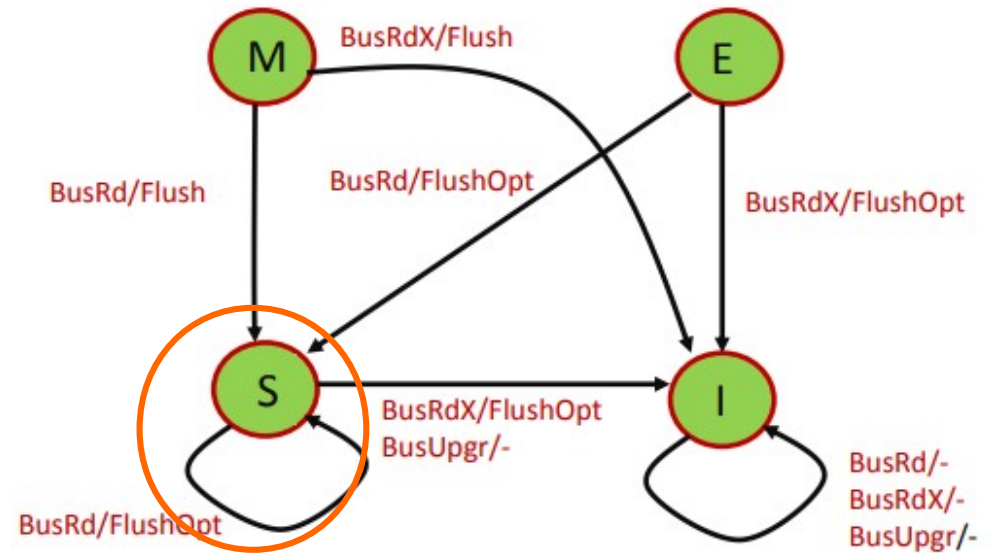 M
BusRdX/Flush
E
BusRd/Flush
BusRd/FlushOpt
BusRdX/FlushOpt
S
I
BusRdX/FlushOpt
BusUpgr/-
BusRd/FlushOpt
BusRd/-
BusRdX/-
BusUpgr/-